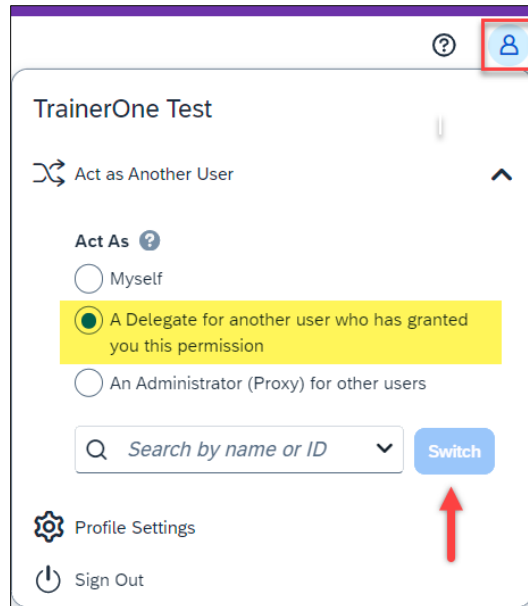 TrainerOne Test
Act as Another User
Act As ?
Myself
A Delegate for another user who has granted
you this permission
An Administrator (Proxy) for other users
Search by name or ID
Switch
Profile Settings
Sign Out